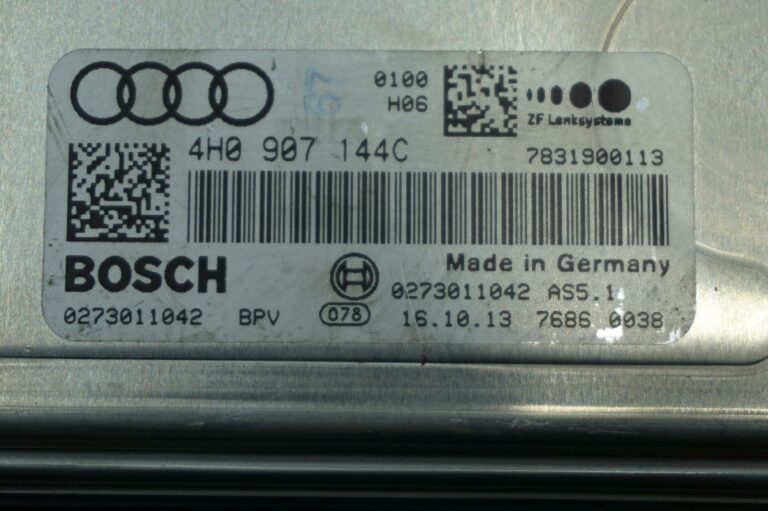 0100
H06
ZF Lenksysteme
4H0 907 144C
7831900113
BOSCH
Made in Germany
0273011042 AS5.1
0273011042 BPV 078 16.10.13 7686 0038